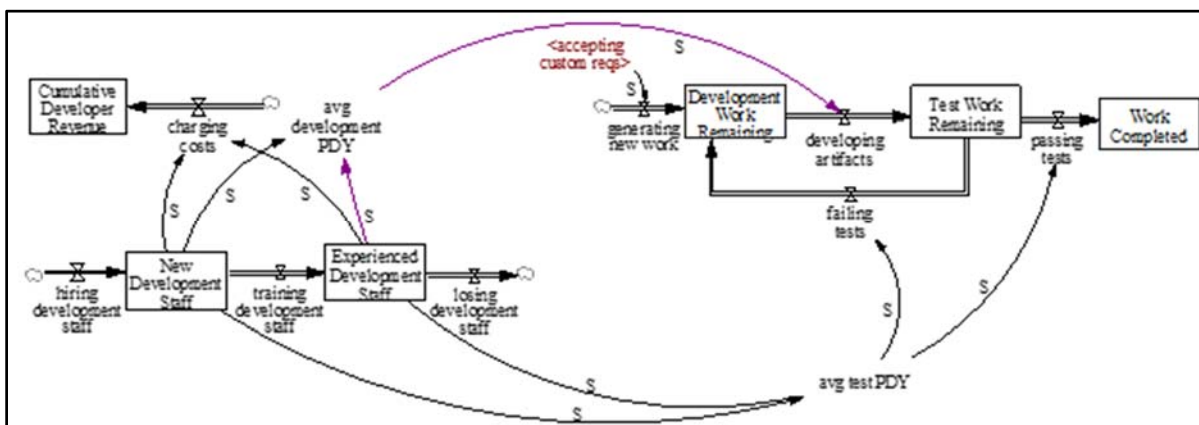 S
<accepting
custom reqs>
S
Cumulative
Developer
Revenue
charging
costs
avg
development
PDY
generating
new work
Development
Work
Remaining
developing
artifacts
Test Work
Remaining
passing
tests
Work
Completed
S
S
S
S
failing
tests
S
S
hiring
development
staff
New
Development
Staff
training
development
staff
Experienced
Development
Staff
losing
development
staff
S
S
avg test PDY